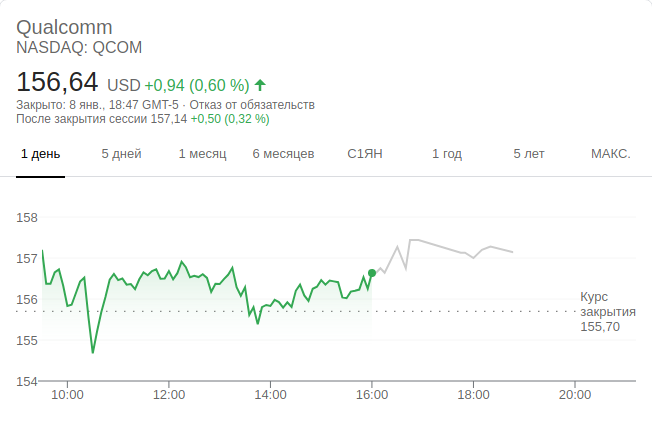 Qualcomm
NASDAQ: QCOM
156,64 USD +0,94 (0,60 %)
Закрыто: 8 янв., 18:47 GMT-5 · Отказ от обязательств
После закрытия сессии 157,14 +0,50 (0,32 %)
1 день 5 дней 1 месяц 6 месяцев С1ЯН 1 год 5 лет МАКС.
158
157
156
155
154
Курс
закрытия
155,70
10:00 12:00 14:00 16:00 18:00 20:00